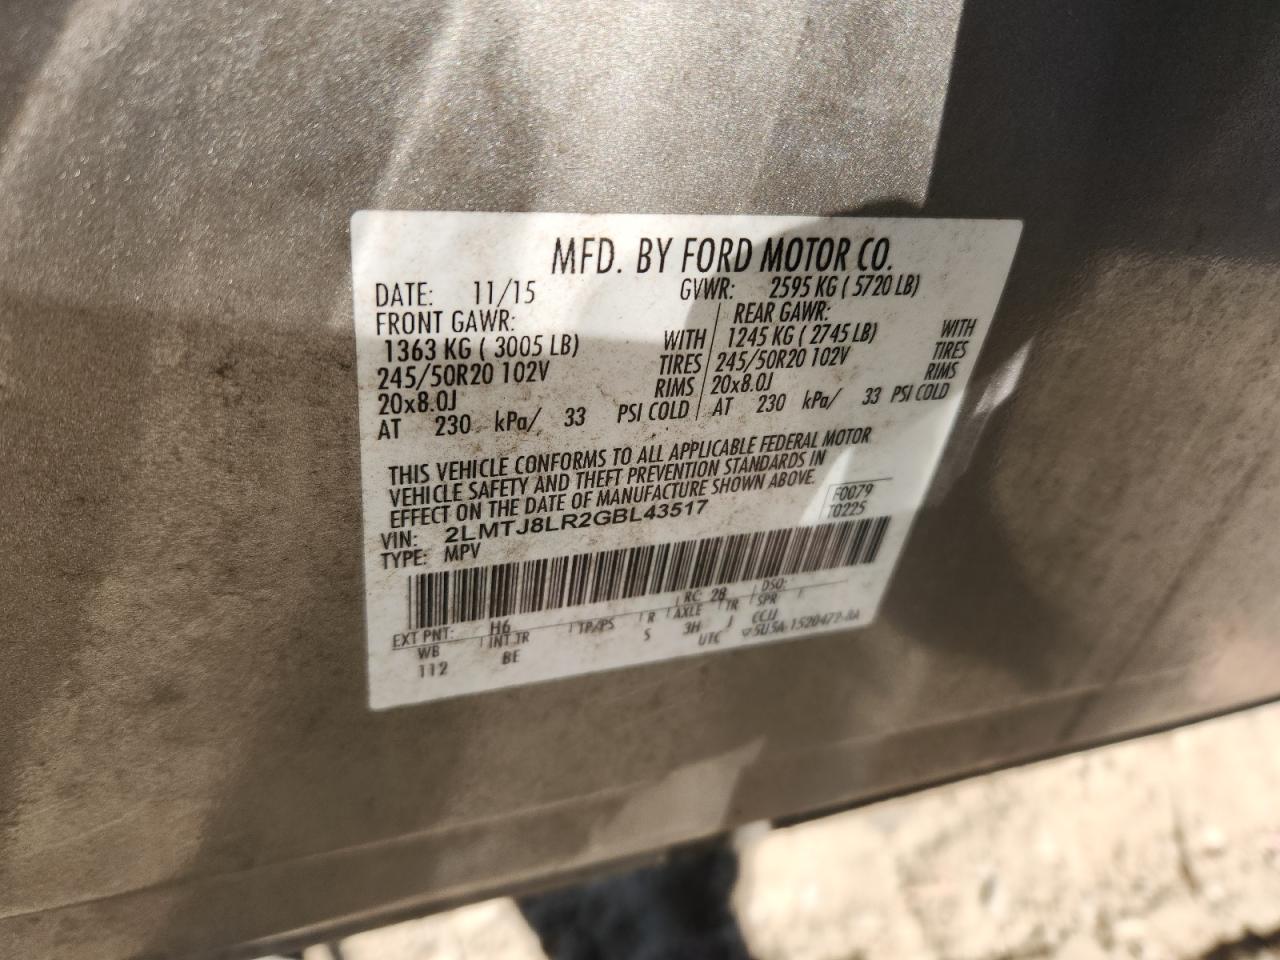 MFD. BY FORD MOTOR CO.
DATE: 11/15 GVWR: 2595 KG ( 5720 LB)
FRONT GAWR: REAR GAWR:
1363 KG ( 3005 LB) WITH 1245 KG ( 2745 LB) WITH
245/50R20 102V TIRES 245/50R20 102V TIRES
20x8.0J RIMS 20x8.0J RIMS
AT 230 kPa/ 33 PSI COLD AT 230 kPa/ 33 PSI COLD
THIS VEHICLE CONFORMS TO ALL APPLICABLE FEDERAL MOTOR
VEHICLE SAFETY AND THEFT PREVENTION STANDARDS IN
EFFECT ON THE DATE OF MANUFACTURE SHOWN ABOVE.
VIN: 2LMTJ8LR2GBL43517 F0079
TYPE: MPV T0225
EXT PNT: H6 RC: 28 DSO:
WB INT TR TP/PS R AXLE TR SPR
112 BE S 3H J CCJJ
UTC ▽5U5A-1520472-AA